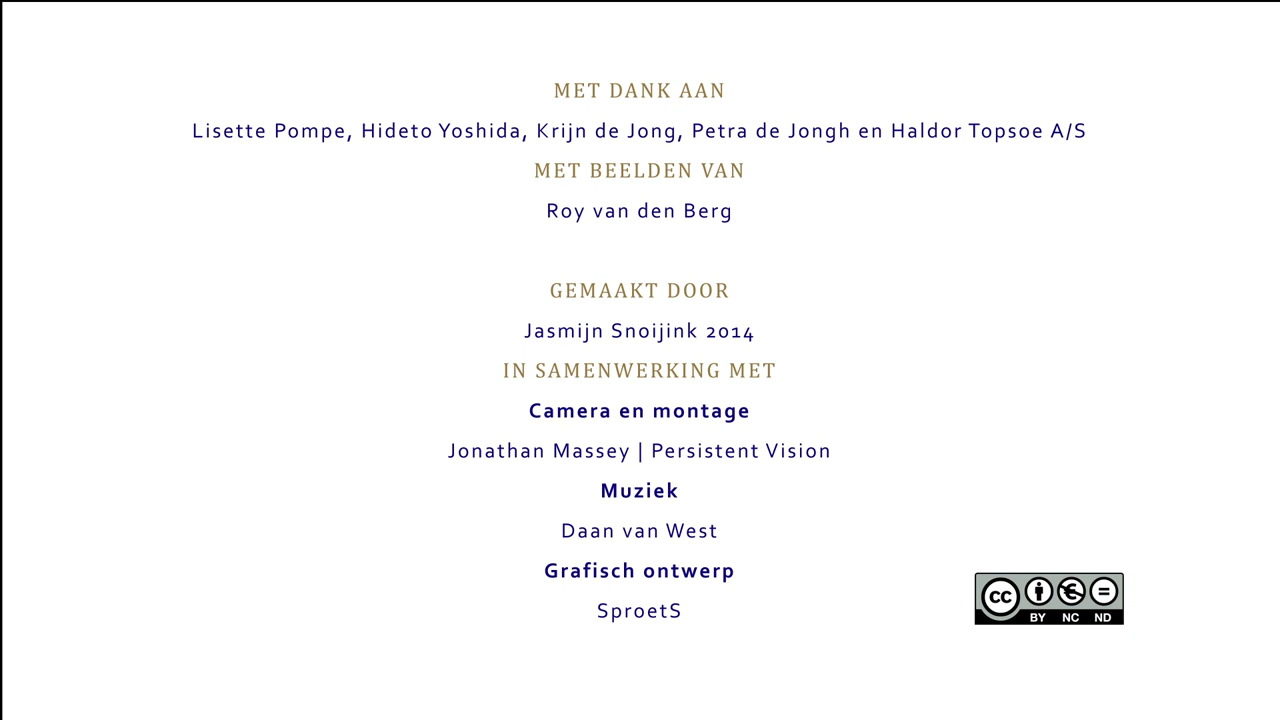 MET DANK AAN
Lisette Pompe, Hideto Yoshida, Krijn de Jong, Petra de Jongh en Haldor Topsoe A/S
MET BEELDEN VAN
Roy van den Berg
GEMAAKT DOOR
Jasmijn Snoijink 2014
IN SAMENWERKING MET
Camera en montage
Jonathan Massey | Persistent Vision
Muziek
Daan van West
Grafisch ontwerp
SproetS
CC € =
BY NC ND